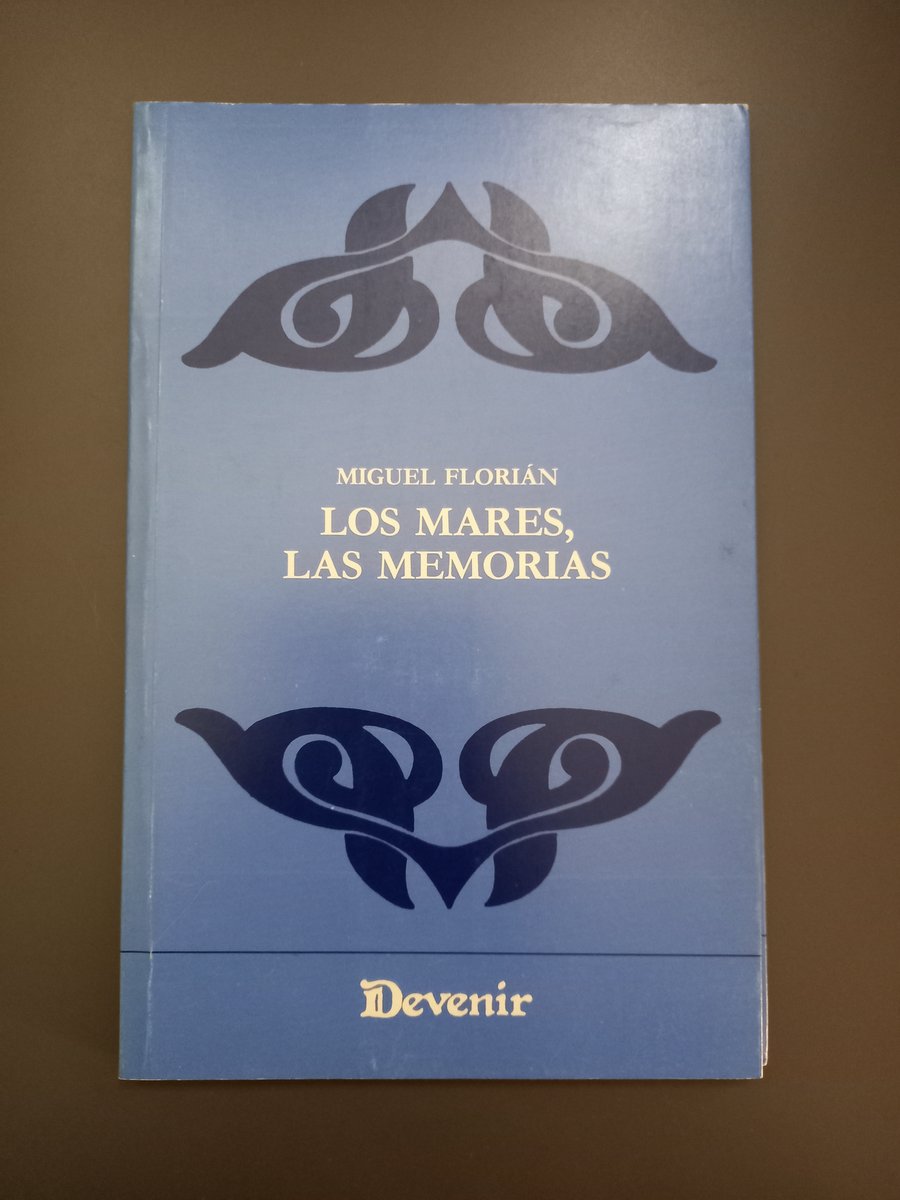 MIGUEL FLORIÁN
LOS MARES,
LAS MEMORIAS
Devenir